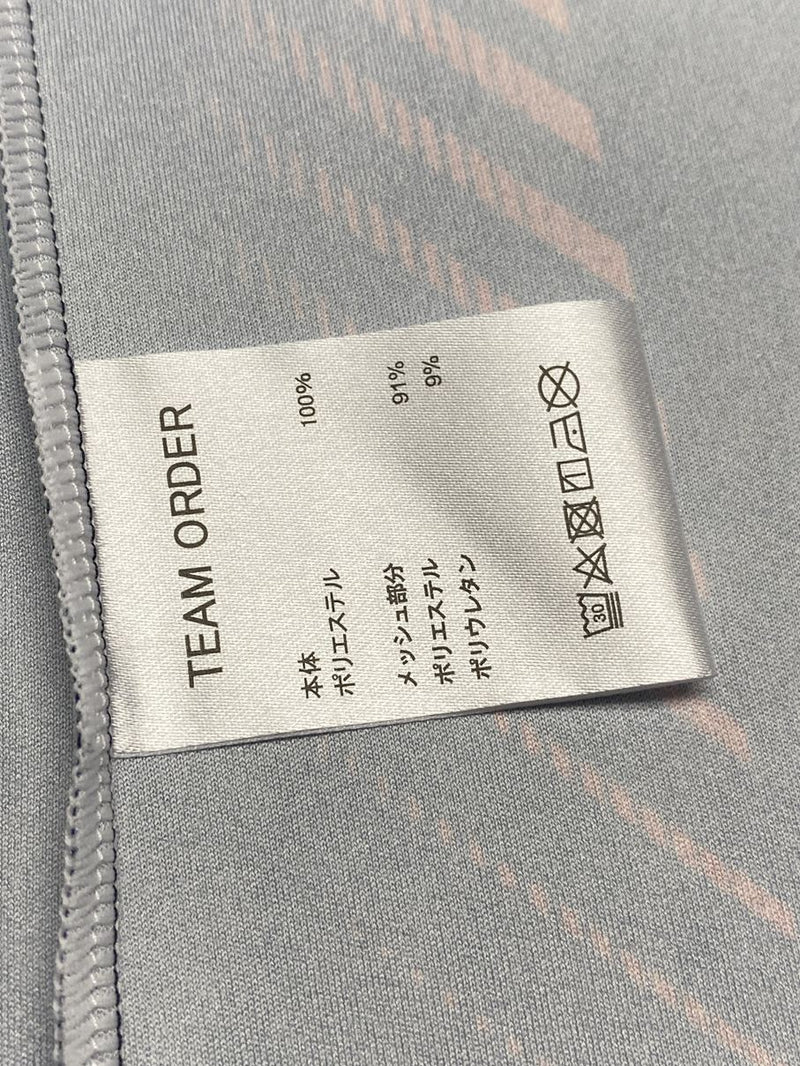 TEAM ORDER
本体
ポリエステル 100%
メッシュ部分
ポリエステル 91%
ポリウレタン 9%
30